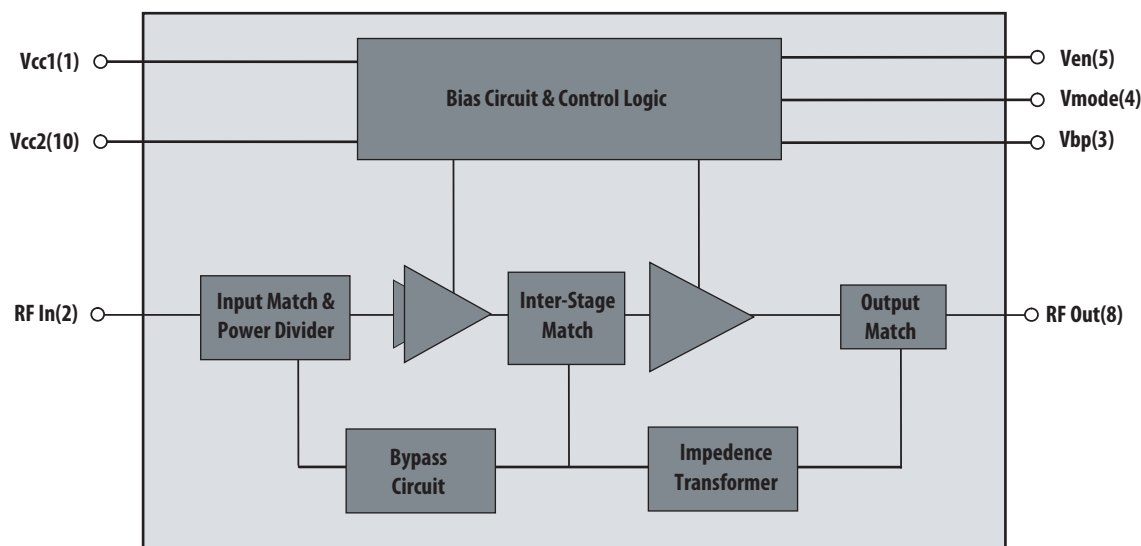 Vcc1(1)
Vcc2(10)
Bias Circuit & Control Logic
Ven(5)
Vmode(4)
Vbp(3)
RF In(2)
Input Match &
Power Divider
Inter-Stage
Match
Output
Match
RF Out(8)
Bypass
Circuit
Impedence
Transformer